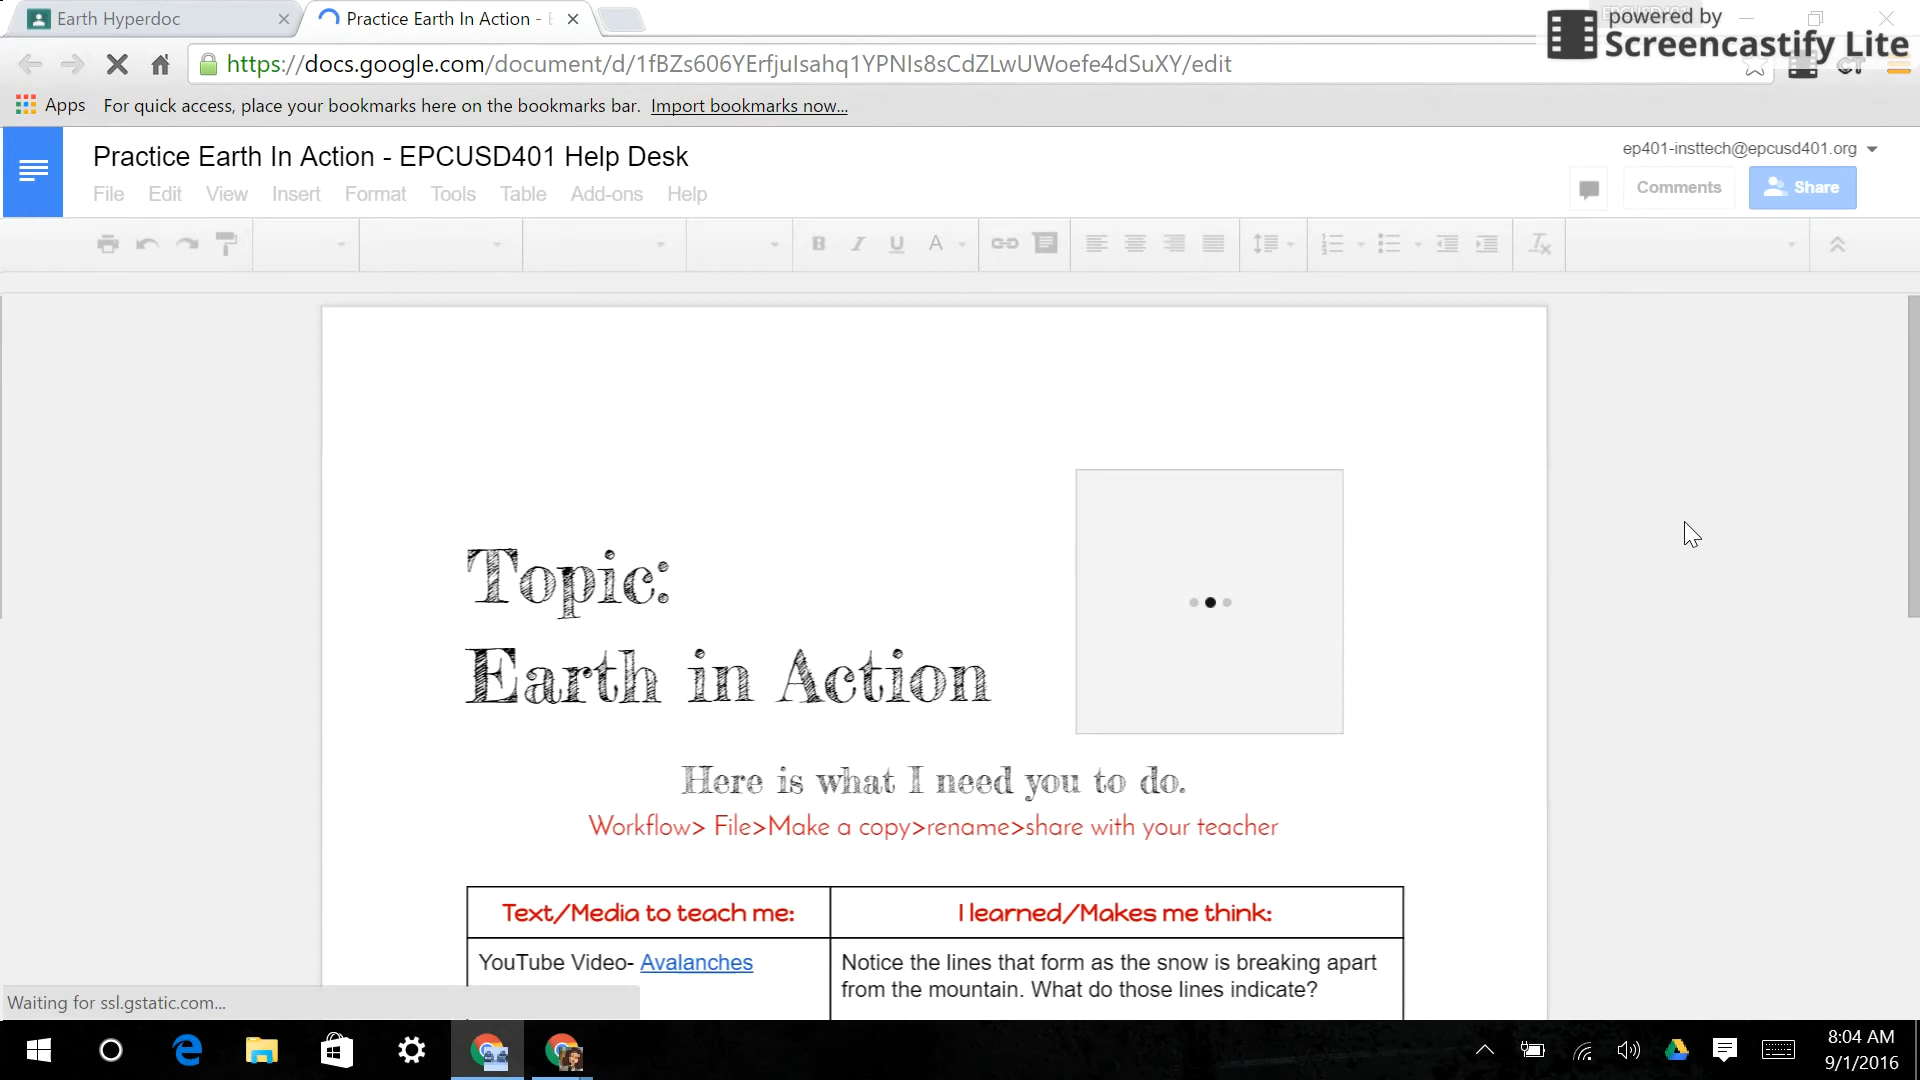 Earth Hyperdoc
Practice Earth In Action -
powered by
Screencastify Lite
https://docs.google.com/document/d/1fBZs606YErfjuIsahq1YPNIs8sCdZLwUWoefe4dSuXY/edit
Apps For quick access, place your bookmarks here on the bookmarks bar. Import bookmarks now...
Practice Earth In Action - EPCUSD401 Help Desk
ep401-insttech@epcusd401.org
File Edit View Insert Format Tools Table Add-ons Help
Comments Share
B I U A
Topic:
Earth in Action
Here is what I need you to do.
Workflow> File>Make a copy>rename>share with your teacher
Text/Media to teach me: I learned/Makes me think:
YouTube Video- Avalanches
Notice the lines that form as the snow is breaking apart
from the mountain. What do those lines indicate?
Waiting for ssl.gstatic.com...
8:04 AM
9/1/2016